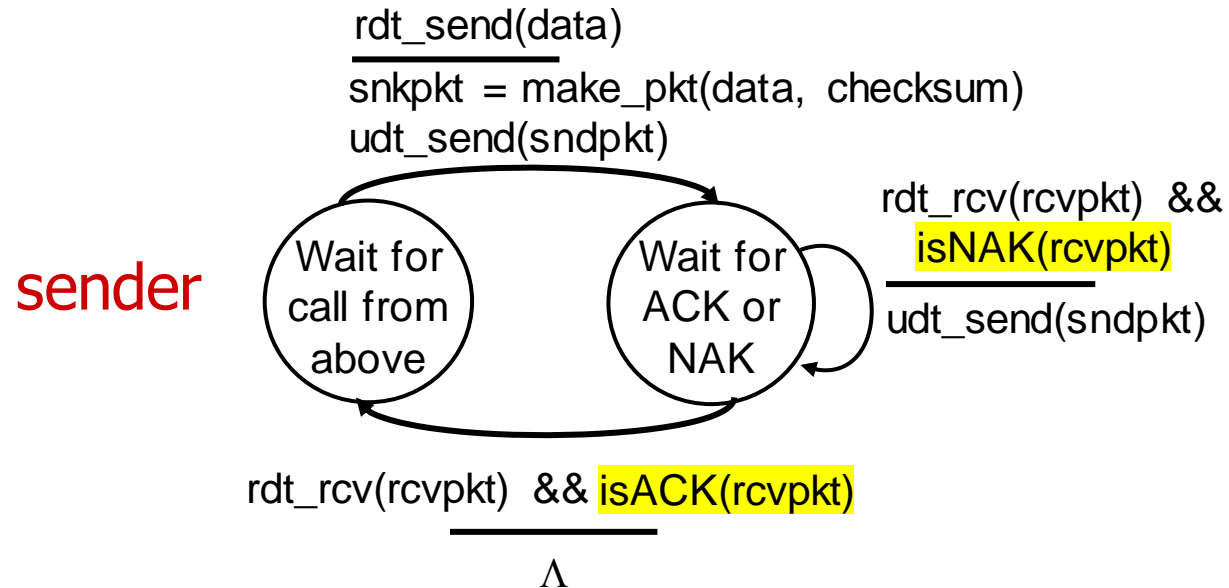 rdt_send(data)
snkpkt = make_pkt(data, checksum)
udt_send(sndpkt)
sender
Wait for
call from
above
Wait for
ACK or
NAK
rdt_rcv(rcvpkt) &&
isNAK(rcvpkt)
udt_send(sndpkt)
rdt_rcv(rcvpkt) && isACK(rcvpkt)
Λ